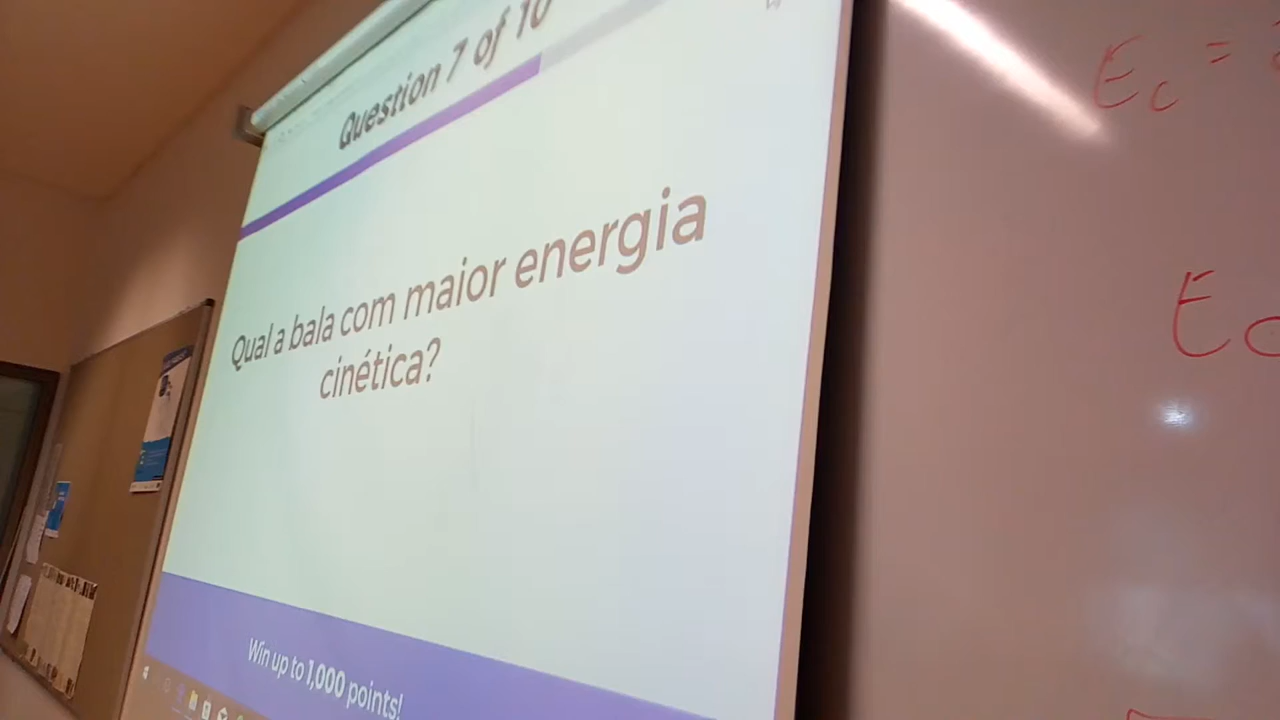 Question 7 of 10
Qual a bala com maior energia
cinética?
Win up to 1,000 points!
Ec =
Ec